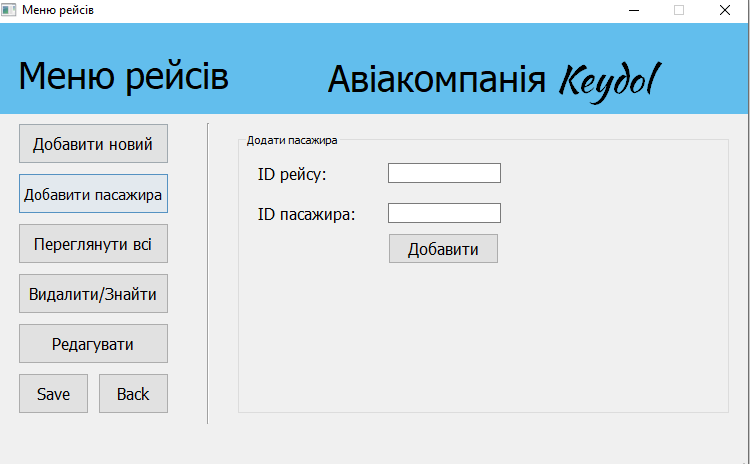 Меню рейсів
Меню рейсів
Авіакомпанія Keydol
Добавити новий
Добавити пасажира
Переглянути всі
Видалити/Знайти
Редагувати
Save Back
Додати пасажира
ID рейсу:
ID пасажира:
Добавити